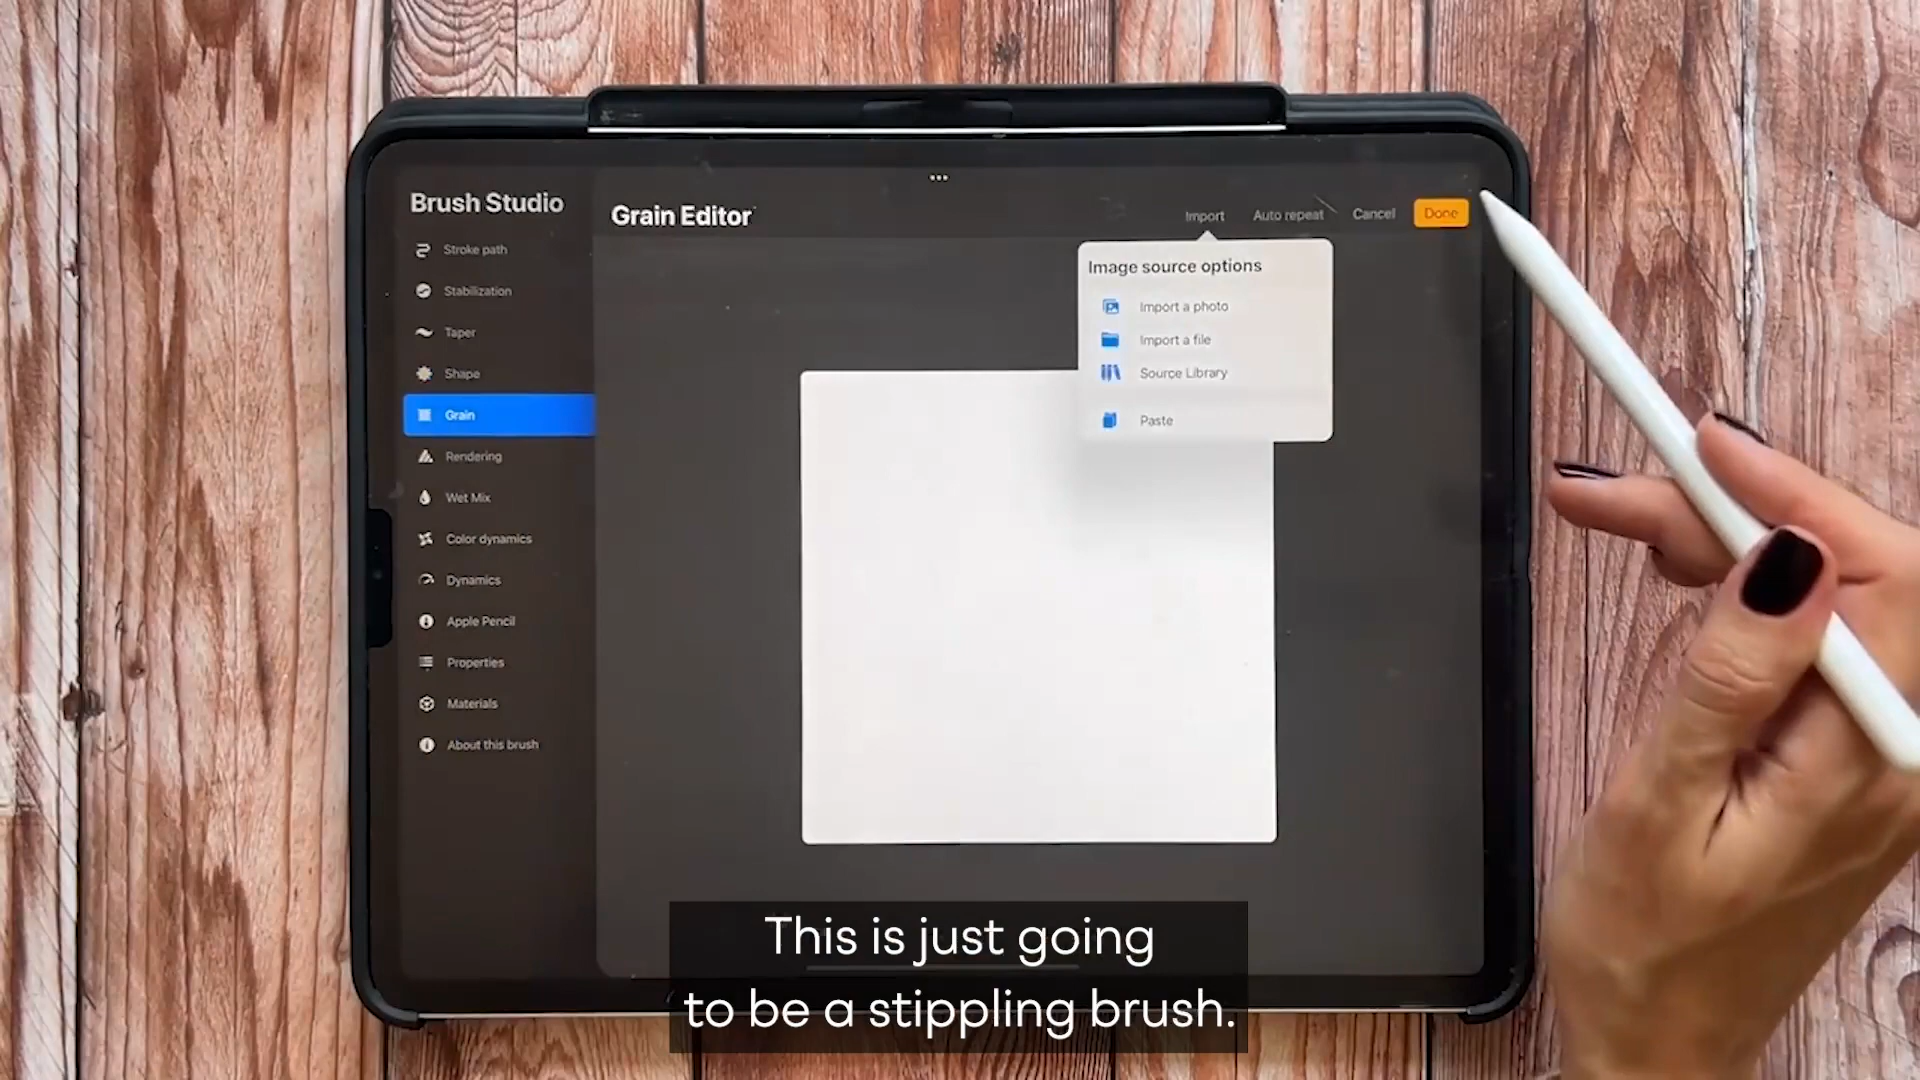 Brush Studio
Stroke path
Stabilization
Taper
Shape
Grain
Rendering
Wet Mix
Color dynamics
Dynamics
Apple Pencil
Properties
Materials
About this brush
Grain Editor
Import
Auto repeat
Cancel
Done
Image source options
Import a photo
Import a file
Source Library
Paste
This is just going
to be a stippling brush.